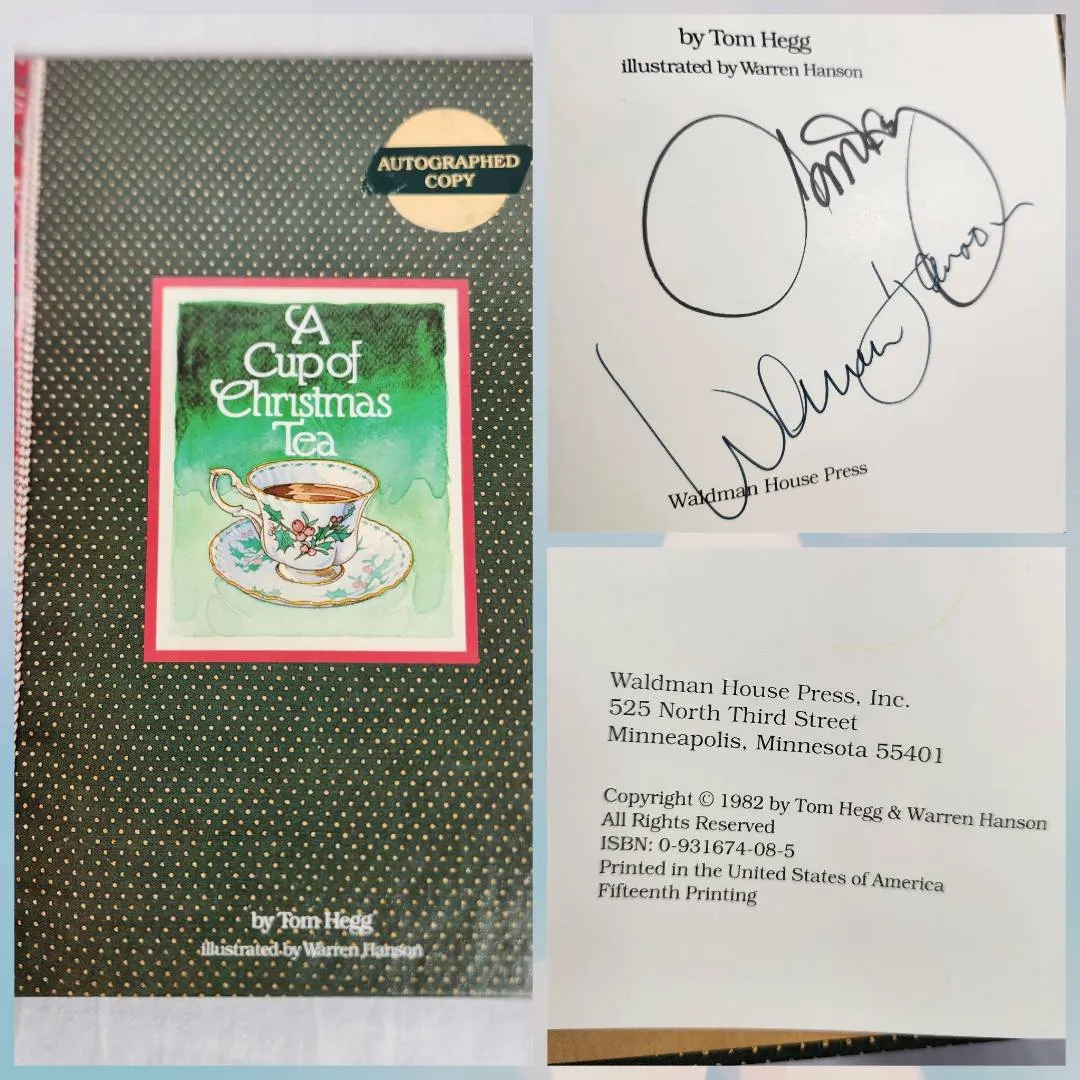 AUTOGRAPHED
COPY
A
Cup of
Christmas
Tea
by Tom Hegg
illustrated by Warren Hanson
by Tom Hegg
illustrated by Warren Hanson
Warren Hanson
Waldman House Press
Waldman House Press, Inc.
525 North Third Street
Minneapolis, Minnesota 55401
Copyright © 1982 by Tom Hegg & Warren Hanson
All Rights Reserved
ISBN: 0-931674-08-5
Printed in the United States of America
Fifteenth Printing